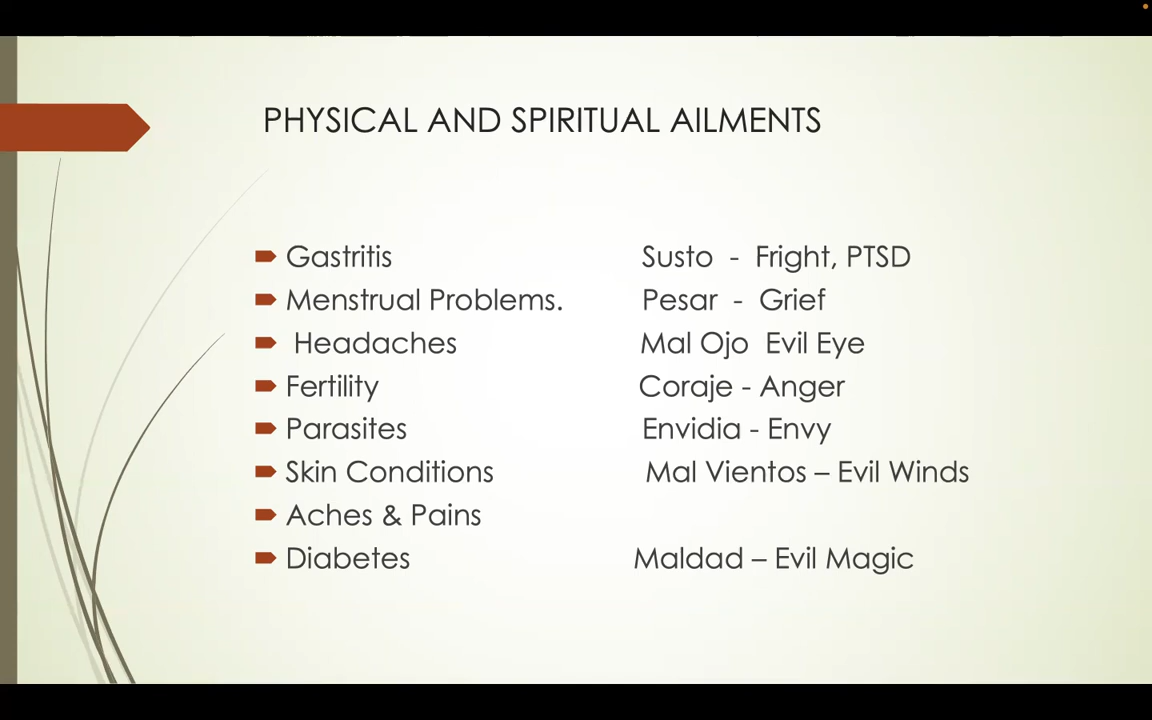 PHYSICAL AND SPIRITUAL AILMENTS
Gastritis Susto - Fright, PTSD
Menstrual Problems. Pesar - Grief
Headaches Mal Ojo Evil Eye
Fertility Coraje - Anger
Parasites Envidia - Envy
Skin Conditions Mal Vientos – Evil Winds
Aches & Pains
Diabetes Maldad – Evil Magic